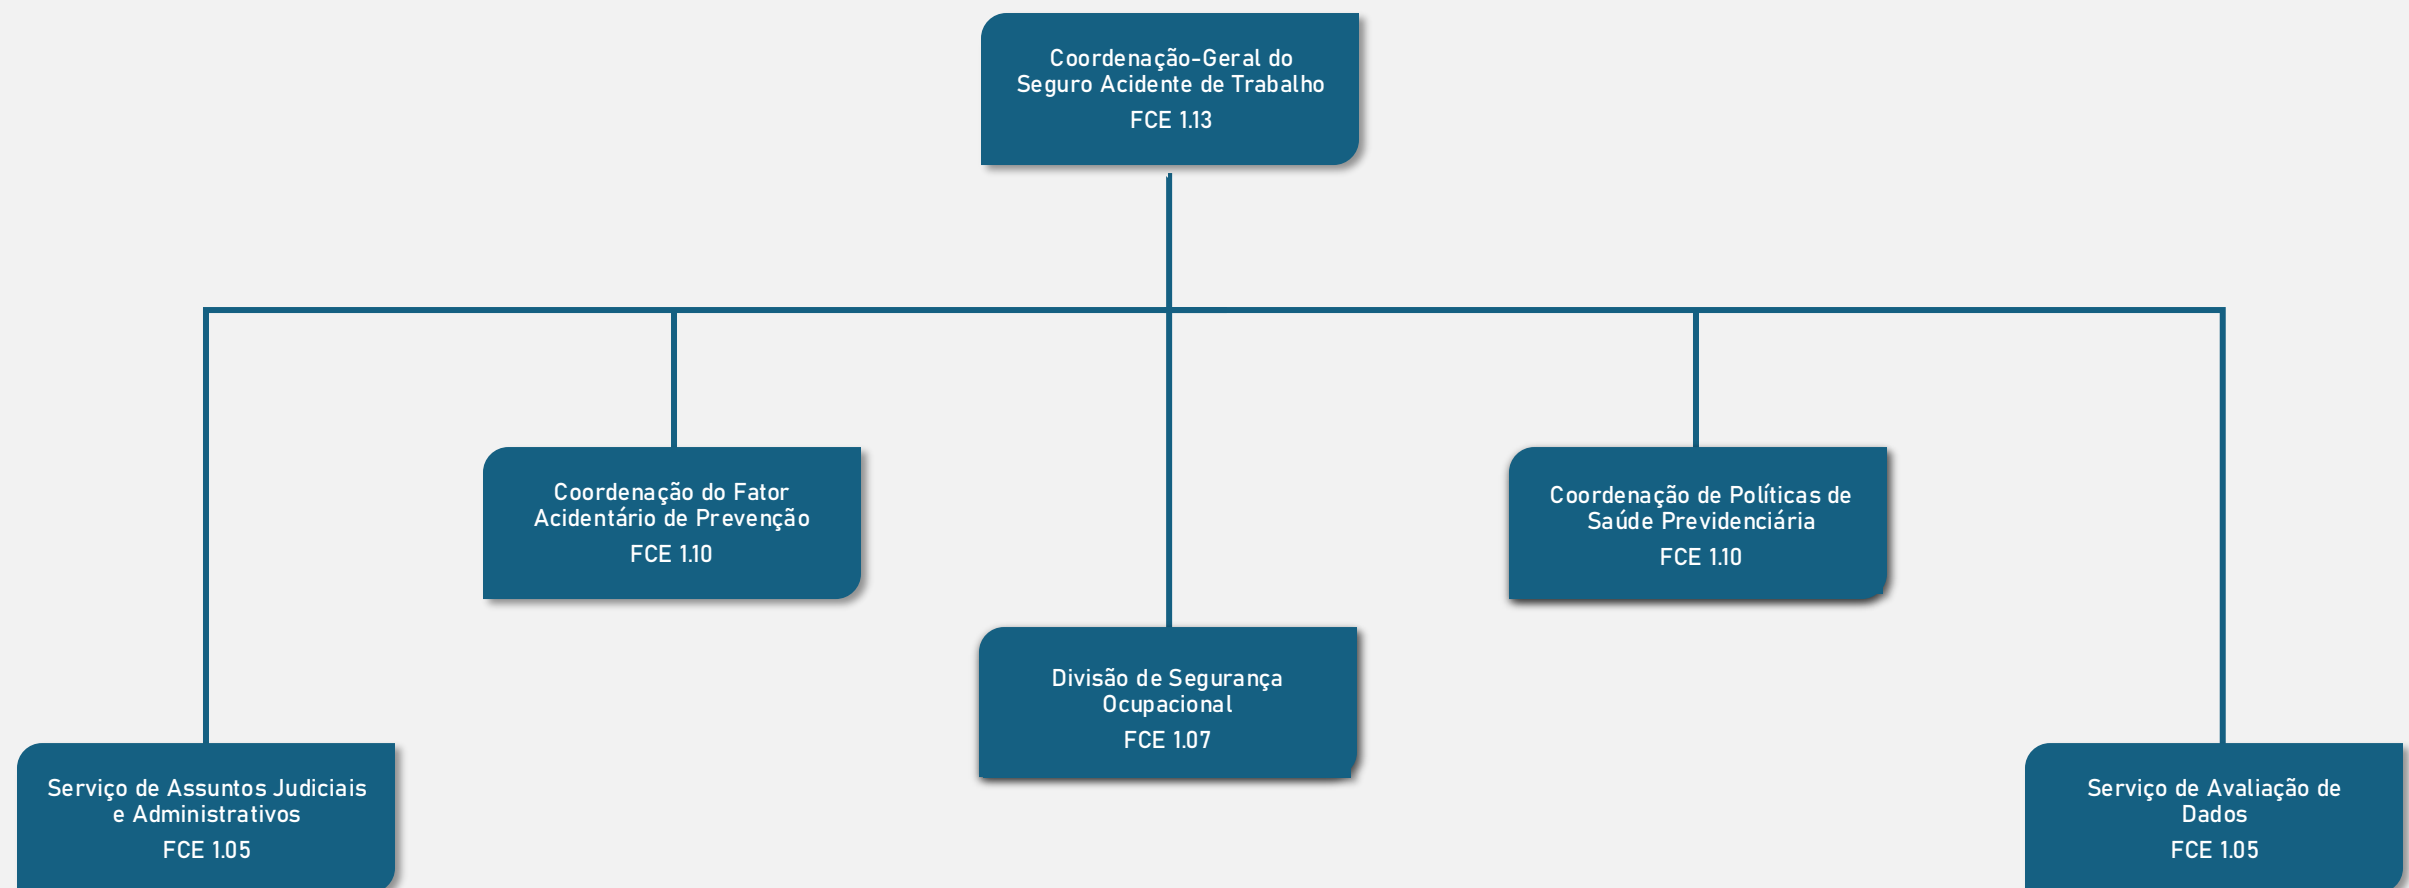 Coordenação-Geral do
Seguro Acidente de Trabalho
FCE 1.13
Coordenação do Fator
Acidentário de Prevenção
FCE 1.10
Coordenação de Políticas de
Saúde Previdenciária
FCE 1.10
Divisão de Segurança
Ocupacional
FCE 1.07
Serviço de Assuntos Judiciais
e Administrativos
FCE 1.05
Serviço de Avaliação de
Dados
FCE 1.05